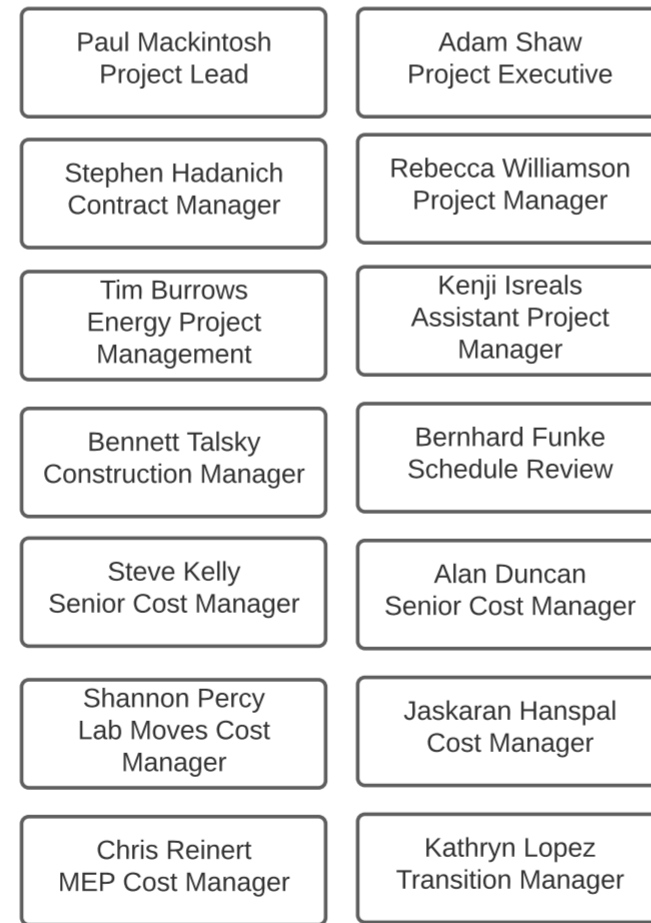 Paul Mackintosh
Project Lead
Adam Shaw
Project Executive
Stephen Hadanich
Contract Manager
Rebecca Williamson
Project Manager
Tim Burrows
Energy Project
Management
Kenji Isreals
Assistant Project
Manager
Bennett Talsky
Construction Manager
Bernhard Funke
Schedule Review
Steve Kelly
Senior Cost Manager
Alan Duncan
Senior Cost Manager
Shannon Percy
Lab Moves Cost
Manager
Jaskaran Hanspal
Cost Manager
Chris Reinert
MEP Cost Manager
Kathryn Lopez
Transition Manager